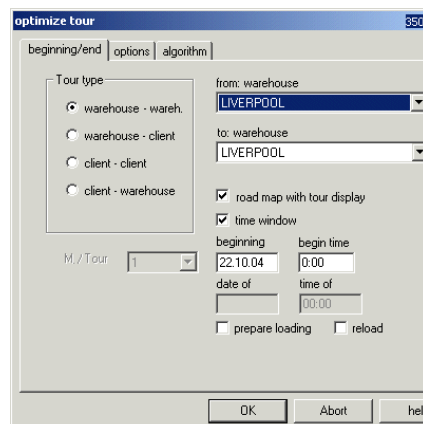 optimize tour
350
beginning/end options algorithm
Tour type
warehouse - wareh.
warehouse - client
client - client
client - warehouse
M./Tour 1
from: warehouse
LIVERPOOL
to: warehouse
LIVERPOOL
road map with tour display
time window
beginning begin time
22.10.04 0:00
date of time of
00:00
prepare loading reload
OK Abort hel